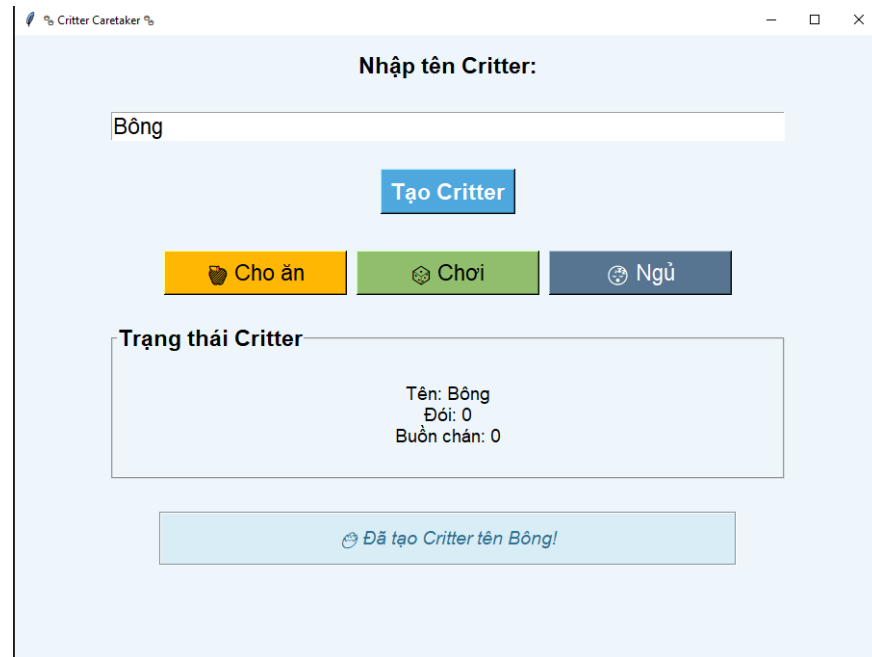 Critter Caretaker
Nhập tên Critter:
Bông
Tạo Critter
Cho ăn
Chơi
Ngủ
Trạng thái Critter
Tên: Bông
Đói: 0
Buồn chán: 0
Đã tạo Critter tên Bông!